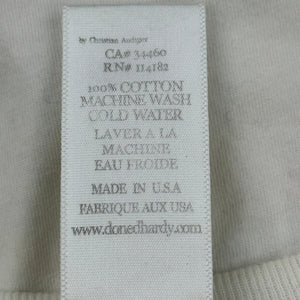 by Christian Audigier
CA# 34460
RN# 114182
100% COTTON
MACHINE WASH
COLD WATER
LAVER A LA
MACHINE
EAU FROIDE
MADE IN U.S.A
FABRIQUE AUX USA
www.donedhardy.com